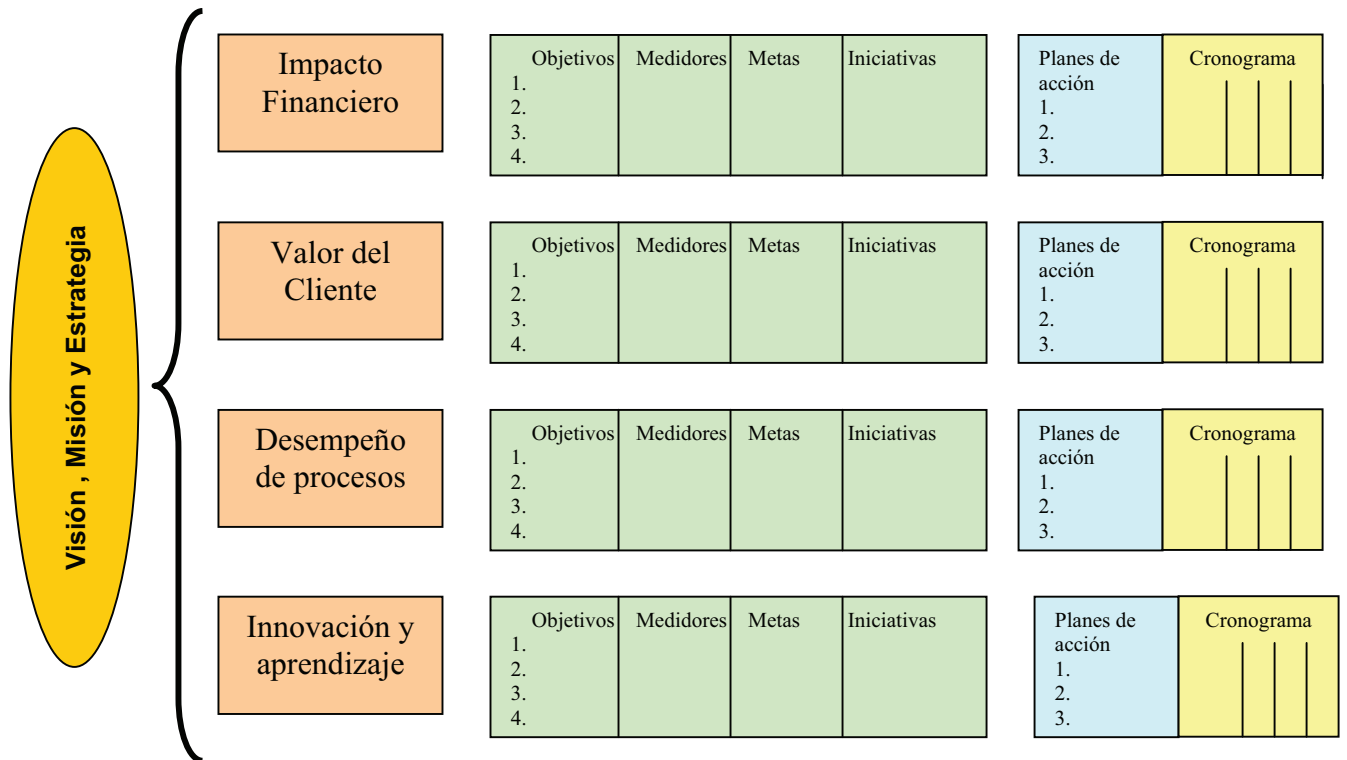 Visión , Misión y Estrategia
Impacto
Financiero
Objetivos Medidores Metas Iniciativas
1.
2.
3.
4.
Planes de
acción
1.
2.
3.
Cronograma
Valor del
Cliente
Objetivos Medidores Metas Iniciativas
1.
2.
3.
4.
Planes de
acción
1.
2.
3.
Cronograma
Desempeño
de procesos
Objetivos Medidores Metas Iniciativas
1.
2.
3.
4.
Planes de
acción
1.
2.
3.
Cronograma
Innovación y
aprendizaje
Objetivos Medidores Metas Iniciativas
1.
2.
3.
4.
Planes de
acción
1.
2.
3.
Cronograma